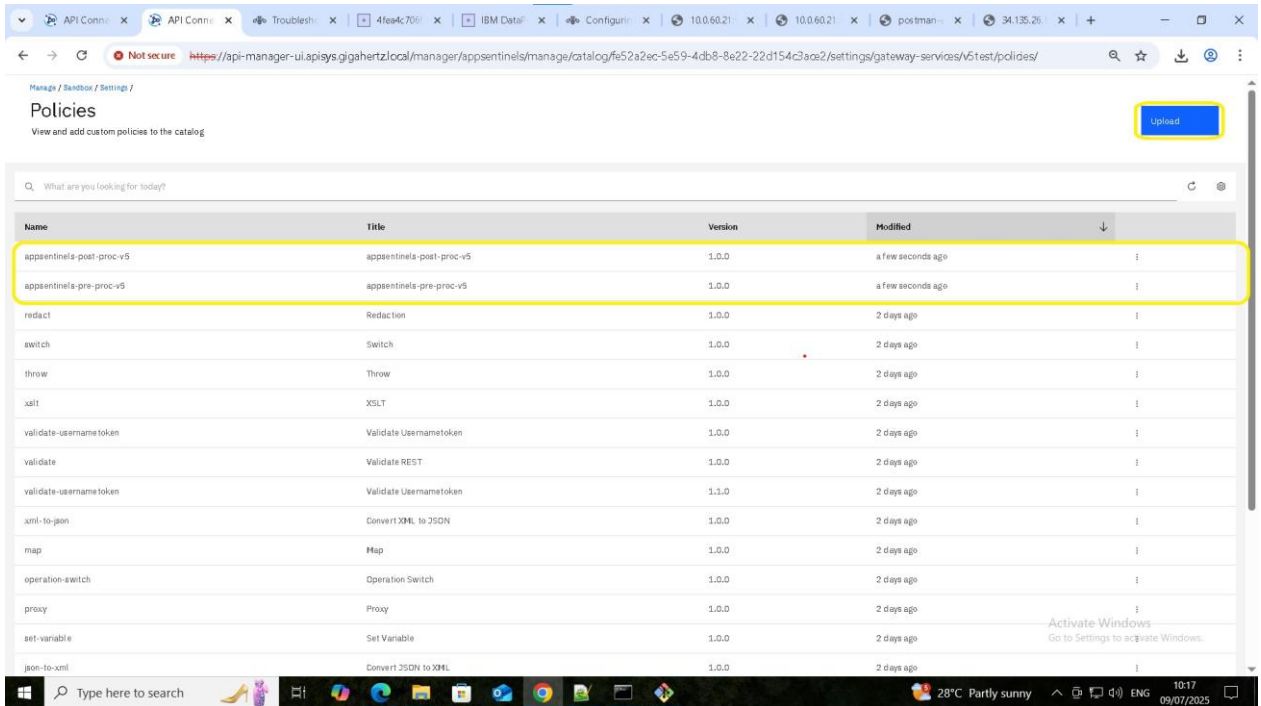 API Conne API Conne Troublesh 4fea4c706 IBM DataP Configurin 10.0.60.21 10.0.60.21 postman- 34.135.26.
Not secure https://api-manager-ui.apisys.gigahertz.local/manager/appsentinels/manage/catalog/fe52a2ec-5e59-4db8-8e22-22d154c3ace2/settings/gateway-services/v5test/policies/
Manage / Sandbox / Settings /
Policies
View and add custom policies to the catalog
Upload
What are you looking for today?
Name Title Version Modified
appsentinels-post-proc-v5 appsentinels-post-proc-v5 1.0.0 a few seconds ago
appsentinels-pre-proc-v5 appsentinels-pre-proc-v5 1.0.0 a few seconds ago
redact Redaction 1.0.0 2 days ago
switch Switch 1.0.0 2 days ago
throw Throw 1.0.0 2 days ago
xslt XSLT 1.0.0 2 days ago
validate-usernametoken Validate Usernametoken 1.0.0 2 days ago
validate Validate REST 1.0.0 2 days ago
validate-usernametoken Validate Usernametoken 1.1.0 2 days ago
xml-to-json Convert XML to JSON 1.0.0 2 days ago
map Map 1.0.0 2 days ago
operation-switch Operation Switch 1.0.0 2 days ago
proxy Proxy 1.0.0 2 days ago
set-variable Set Variable 1.0.0 2 days ago
json-to-xml Convert JSON to XML 1.0.0 2 days ago
Activate Windows
Go to Settings to activate Windows.
Type here to search 28°C Partly sunny ENG 10:17
09/07/2025